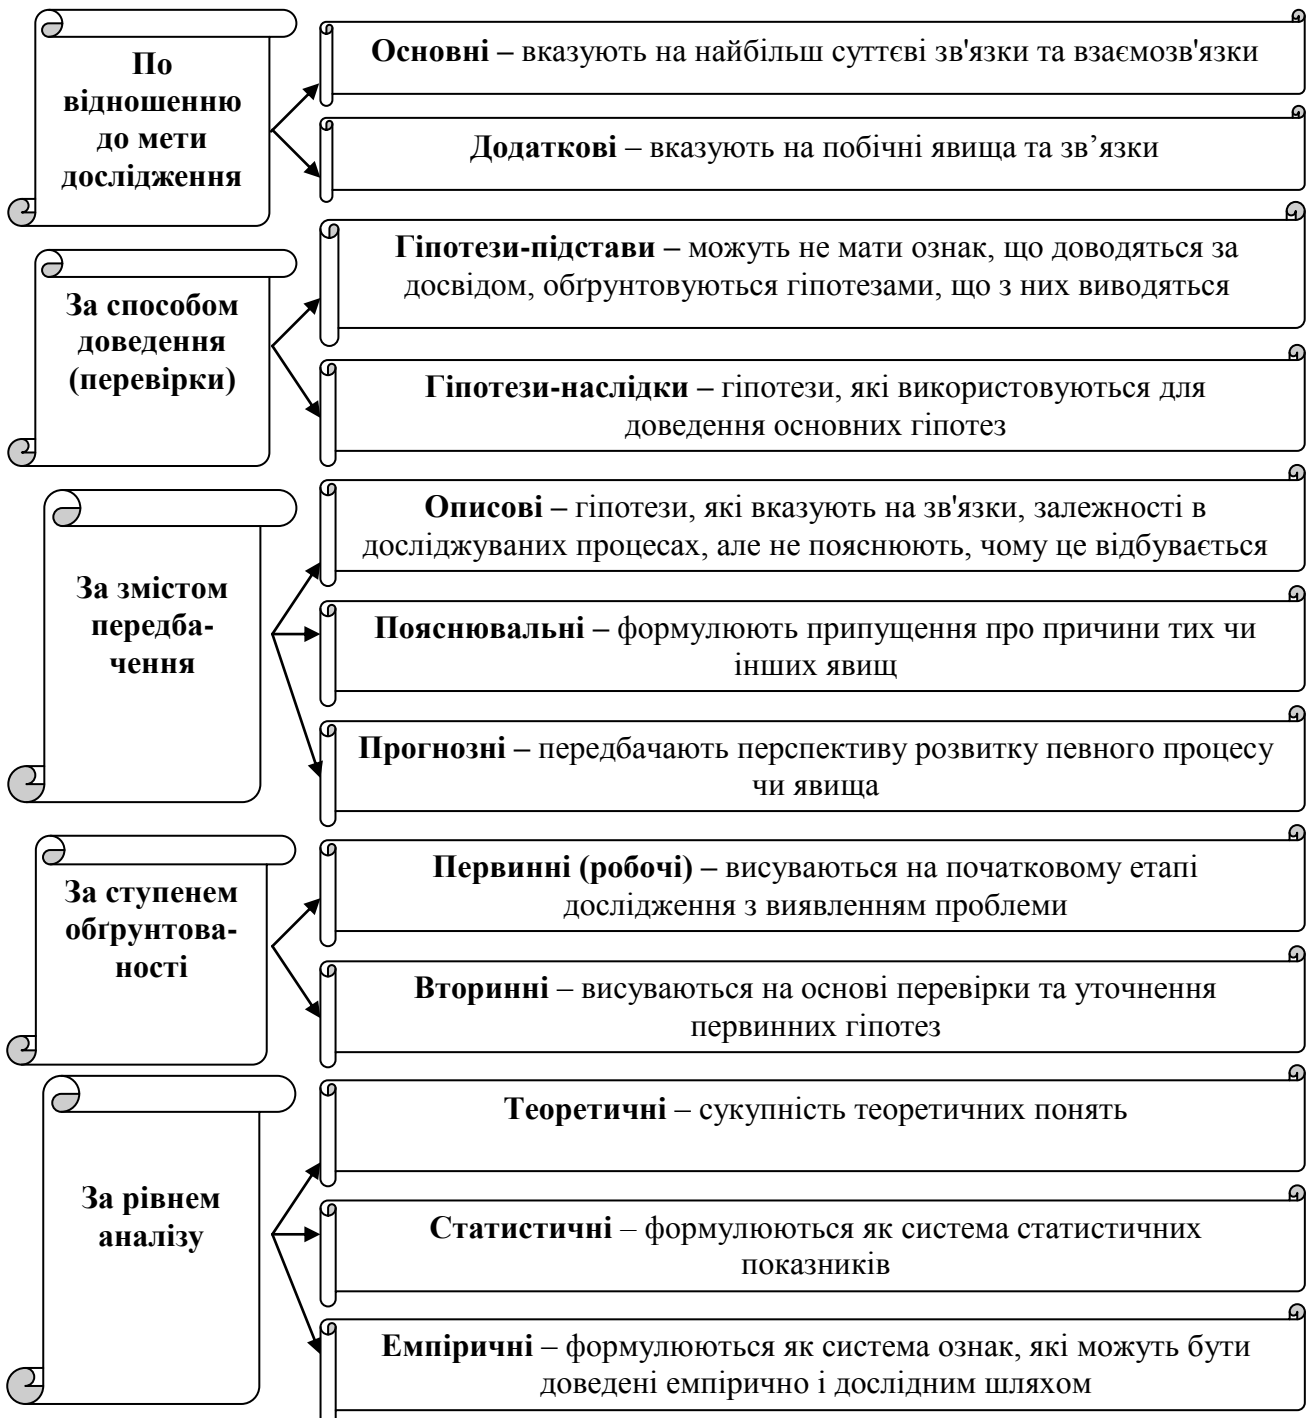 По
відношенню
до мети
дослідження
Основні – вказують на найбільш суттєві зв'язки та взаємозв'язки
Додаткові – вказують на побічні явища та зв’язки
За способом
доведення
(перевірки)
Гіпотези-підстави – можуть не мати ознак, що доводяться за
досвідом, обґрунтовуються гіпотезами, що з них виводяться
Гіпотези-наслідки – гіпотези, які використовуються для
доведення основних гіпотез
За змістом
передба-
чення
Описові – гіпотези, які вказують на зв'язки, залежності в
досліджуваних процесах, але не пояснюють, чому це відбувається
Пояснювальні – формулюють припущення про причини тих чи
інших явищ
Прогнозні – передбачають перспективу розвитку певного процесу
чи явища
За ступенем
обґрунтова-
ності
Первинні (робочі) – висуваються на початковому етапі
дослідження з виявленням проблеми
Вторинні – висуваються на основі перевірки та уточнення
первинних гіпотез
За рівнем
аналізу
Теоретичні – сукупність теоретичних понять
Статистичні – формулюються як система статистичних
показників
Емпіричні – формулюються як система ознак, які можуть бути
доведені емпірично і дослідним шляхом